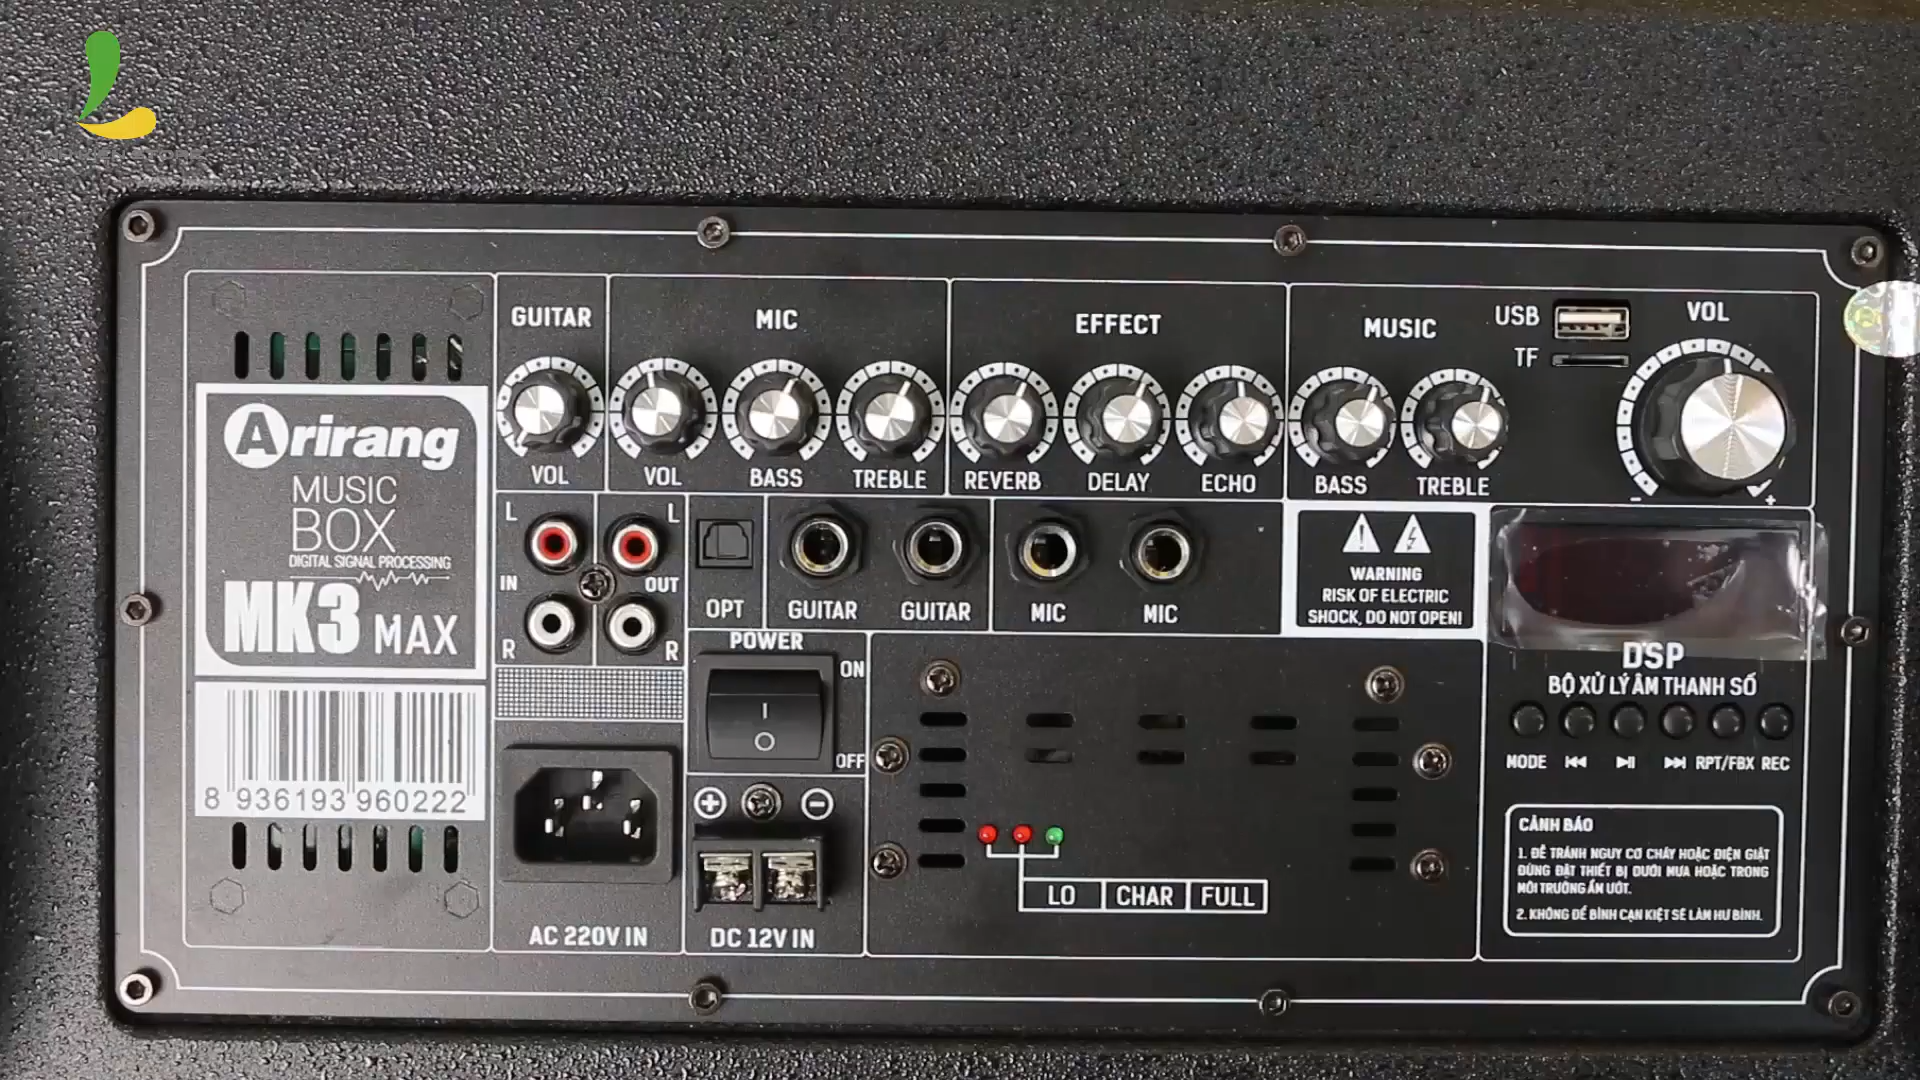 GUITAR
MIC
EFFECT
MUSIC
USB
TF
VOL
VOL
VOL
BASS
TREBLE
REVERB
DELAY
ECHO
BASS
TREBLE
- +
Arirang
MUSIC
BOX
DIGITAL SIGNAL PROCESSING
MK3 MAX
8 936193 960222
L
L
IN
OUT
R
R
OPT
GUITAR
GUITAR
MIC
MIC
WARNING
RISK OF ELECTRIC
SHOCK, DO NOT OPEN!
POWER
ON
OFF
I
O
AC 220V IN
DC 12V IN
LO
CHAR
FULL
DSP
BỘ XỬ LÝ ÂM THANH SỐ
MODE
RPT/FBX
REC
CẢNH BÁO
1. ĐỂ TRÁNH NGUY CƠ CHÁY HOẶC ĐIỆN GIẬT
ĐỪNG ĐẶT THIẾT BỊ DƯỚI MƯA HOẶC TRONG
MÔI TRƯỜNG ẨM ƯỚT.
2. KHÔNG ĐỂ BÌNH CẠN KIỆT SẼ LÀM HƯ BÌNH.